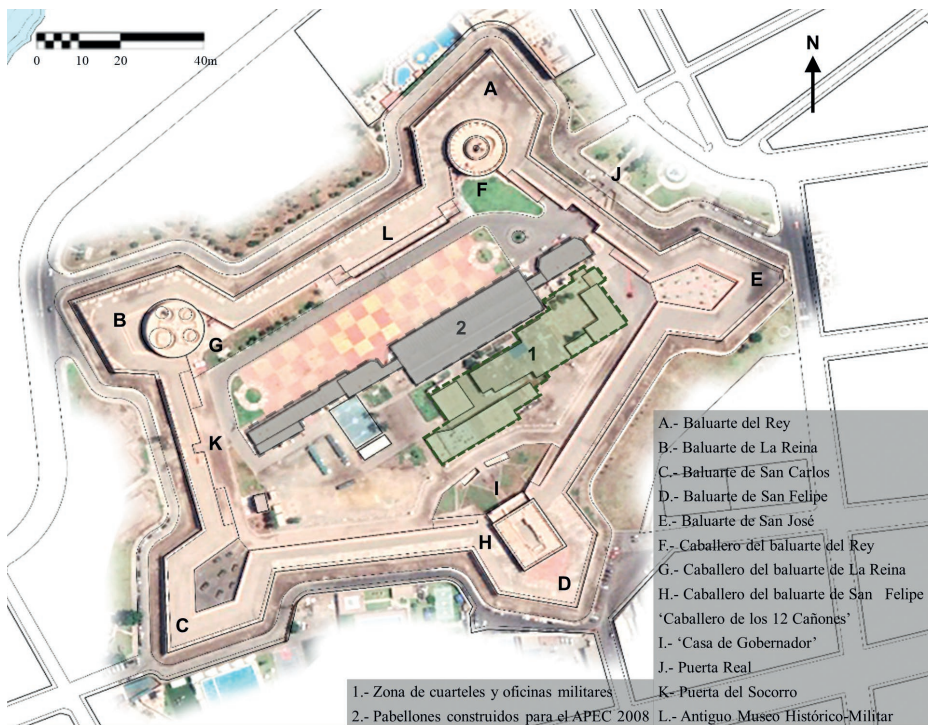 0 10 20 40m
N
A
F
J
L
E
B
2
G
1
K
I
H
D
C
A.- Baluarte del Rey
B.- Baluarte de La Reina
C.- Baluarte de San Carlos
D.- Baluarte de San Felipe
E.- Baluarte de San José
F.- Caballero del baluarte del Rey
G.- Caballero del baluarte de La Reina
H.- Caballero del baluarte de San Felipe
‘Caballero de los 12 Cañones’
I.- ‘Casa de Gobernador’
J.- Puerta Real
K- Puerta del Socorro
L.- Antiguo Museo Histórico Militar
1.- Zona de cuarteles y oficinas militares
2.- Pabellones construidos para el APEC 2008